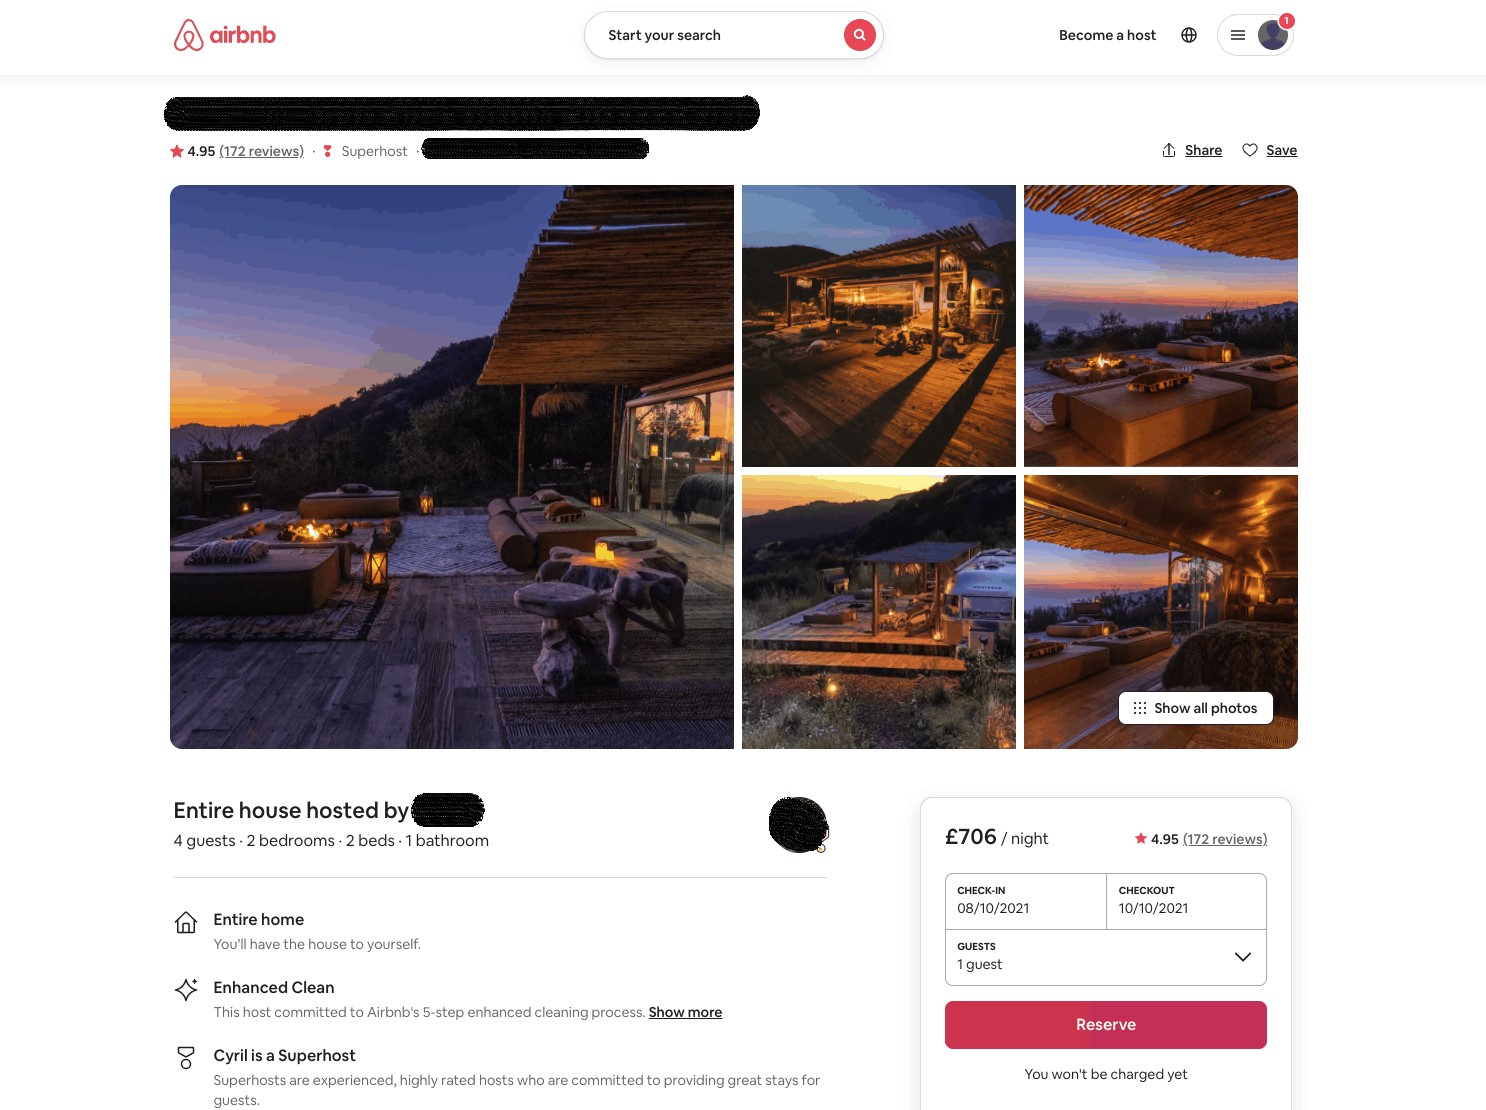 airbnb
Start your search
Become a host
1
4.95 (172 reviews) · Superhost ·
Share
Save
Show all photos
Entire house hosted by
4 guests · 2 bedrooms · 2 beds · 1 bathroom
Entire home
You'll have the house to yourself.
Enhanced Clean
This host committed to Airbnb's 5-step enhanced cleaning process. Show more
Cyril is a Superhost
Superhosts are experienced, highly rated hosts who are committed to providing great stays for
guests.
£706 / night
4.95 (172 reviews)
CHECK-IN
08/10/2021
CHECKOUT
10/10/2021
GUESTS
1 guest
Reserve
You won't be charged yet